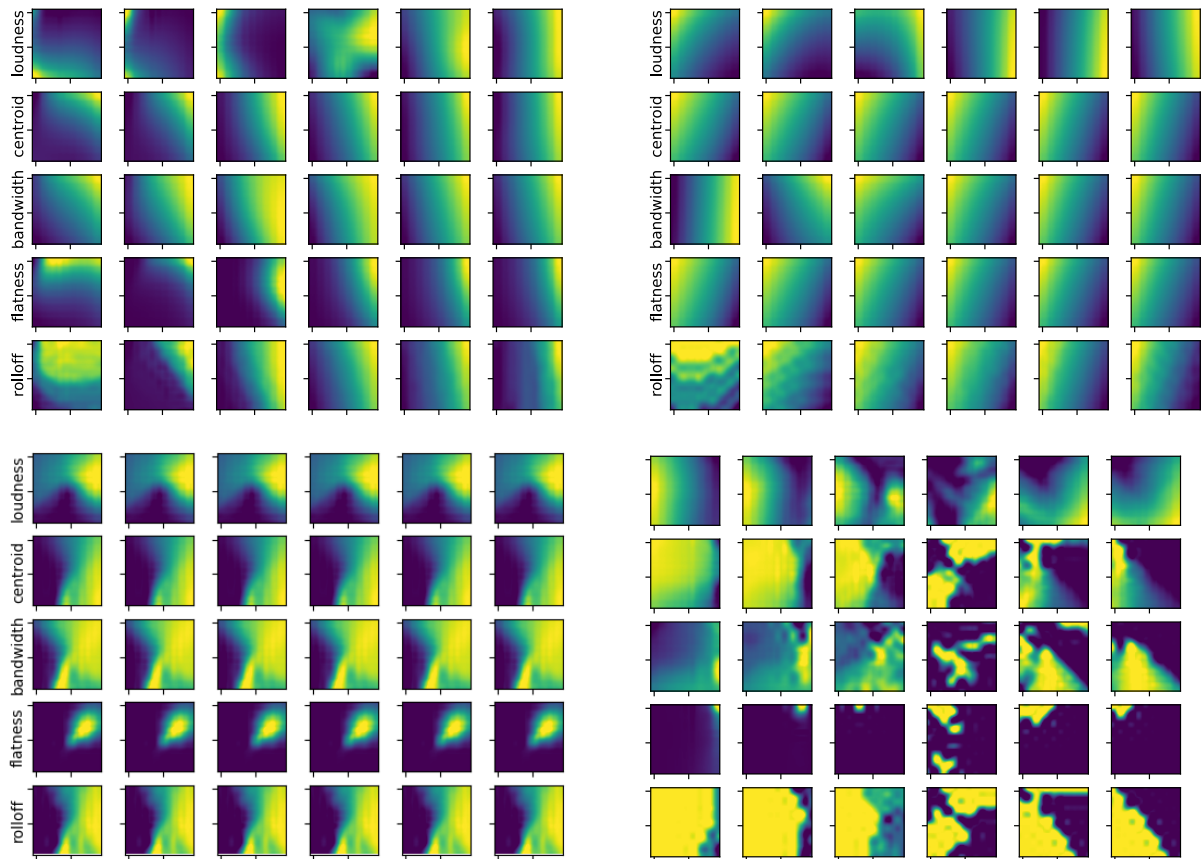 loudness
centroid
bandwidth
flatness
rolloff
loudness
centroid
bandwidth
flatness
rolloff
loudness
centroid
bandwidth
flatness
rolloff